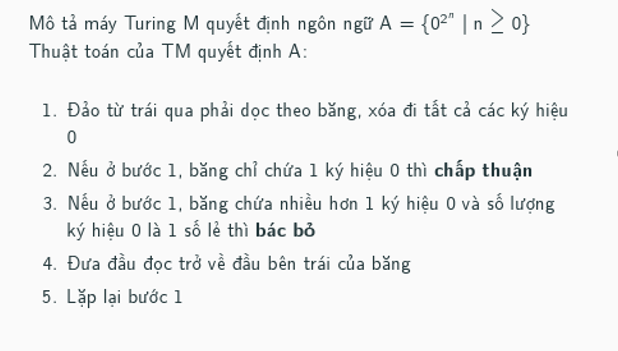 Mô tả máy Turing M quyết định ngôn ngữ A = {0^{2^n} | n ≥ 0}
Thuật toán của TM quyết định A:
1. Đảo từ trái qua phải dọc theo băng, xóa đi tất cả các ký hiệu
0
2. Nếu ở bước 1, băng chỉ chứa 1 ký hiệu 0 thì chấp thuận
3. Nếu ở bước 1, băng chứa nhiều hơn 1 ký hiệu 0 và số lượng
ký hiệu 0 là 1 số lẻ thì bác bỏ
4. Đưa đầu đọc trở về đầu bên trái của băng
5. Lặp lại bước 1